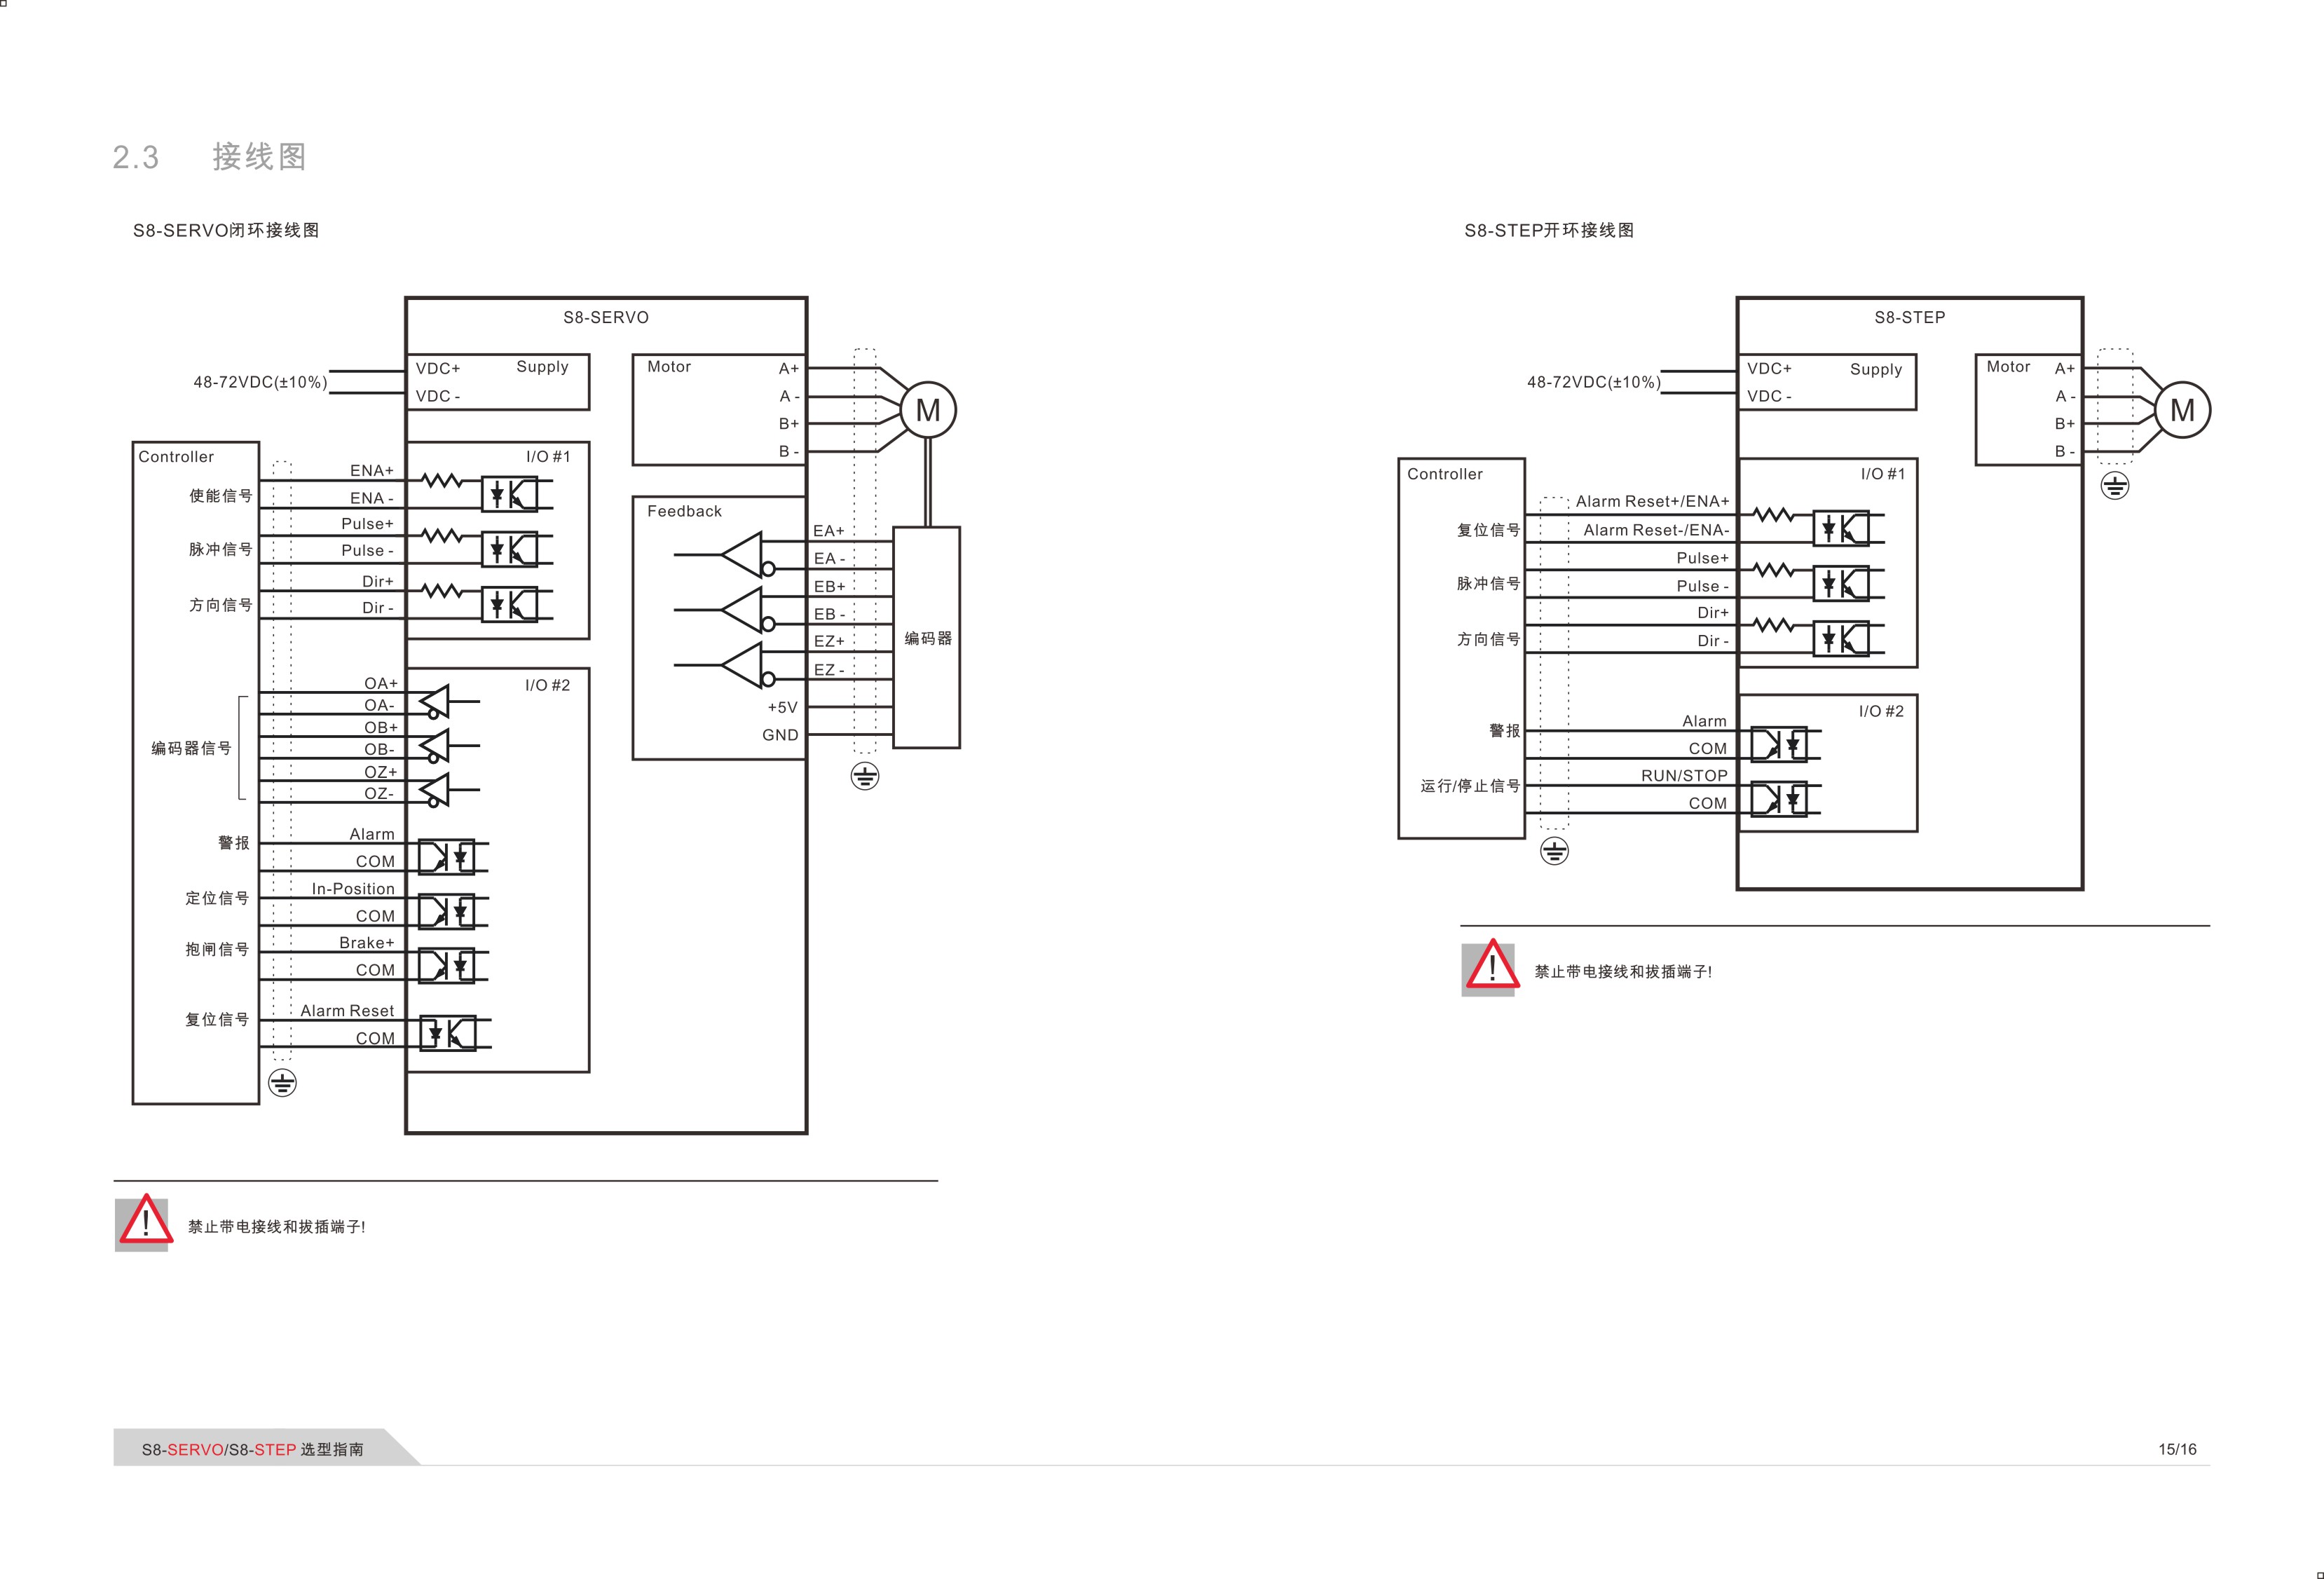 2.3 接线图
S8-SERVO闭环接线图
S8-SERVO
48-72VDC(±10%)
VDC+
VDC -
Supply
Motor
A+
A -
B+
B -
M
Controller
使能信号
脉冲信号
方向信号
ENA+
ENA -
Pulse+
Pulse -
Dir+
Dir -
I/O #1
Feedback
EA+
EA -
EB+
EB -
EZ+
EZ -
+5V
GND
编码器
编码器信号
OA+
OA-
OB+
OB-
OZ+
OZ-
I/O #2
警报
Alarm
COM
定位信号
In-Position
COM
抱闸信号
Brake+
COM
复位信号
Alarm Reset
COM
禁止带电接线和拔插端子!
S8-STEP开环接线图
S8-STEP
48-72VDC(±10%)
VDC+
VDC -
Supply
Motor
A+
A -
B+
B -
M
Controller
复位信号
脉冲信号
方向信号
Alarm Reset+/ENA+
Alarm Reset-/ENA-
Pulse+
Pulse -
Dir+
Dir -
I/O #1
警报
Alarm
COM
运行/停止信号
RUN/STOP
COM
I/O #2
禁止带电接线和拔插端子!
S8-SERVO/S8-STEP 选型指南
15/16